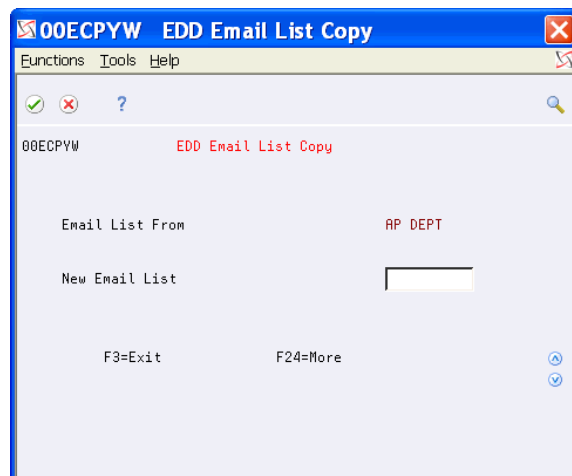 00ECPYW EDD Email List Copy
Functions Tools Help
?
00ECPYW EDD Email List Copy
Email List From AP DEPT
New Email List
F3=Exit F24=More